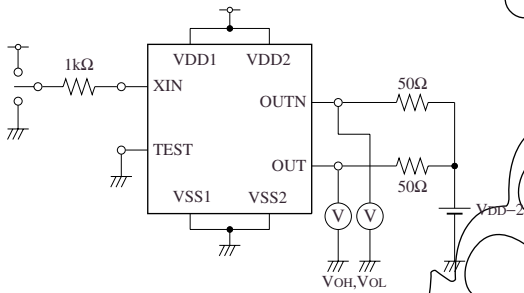 VDD1 VDD2
1kΩ
XIN
50Ω
OUTN
TEST
OUT
50Ω
VSS1 VSS2
V V
VDD−2
VOH,VOL